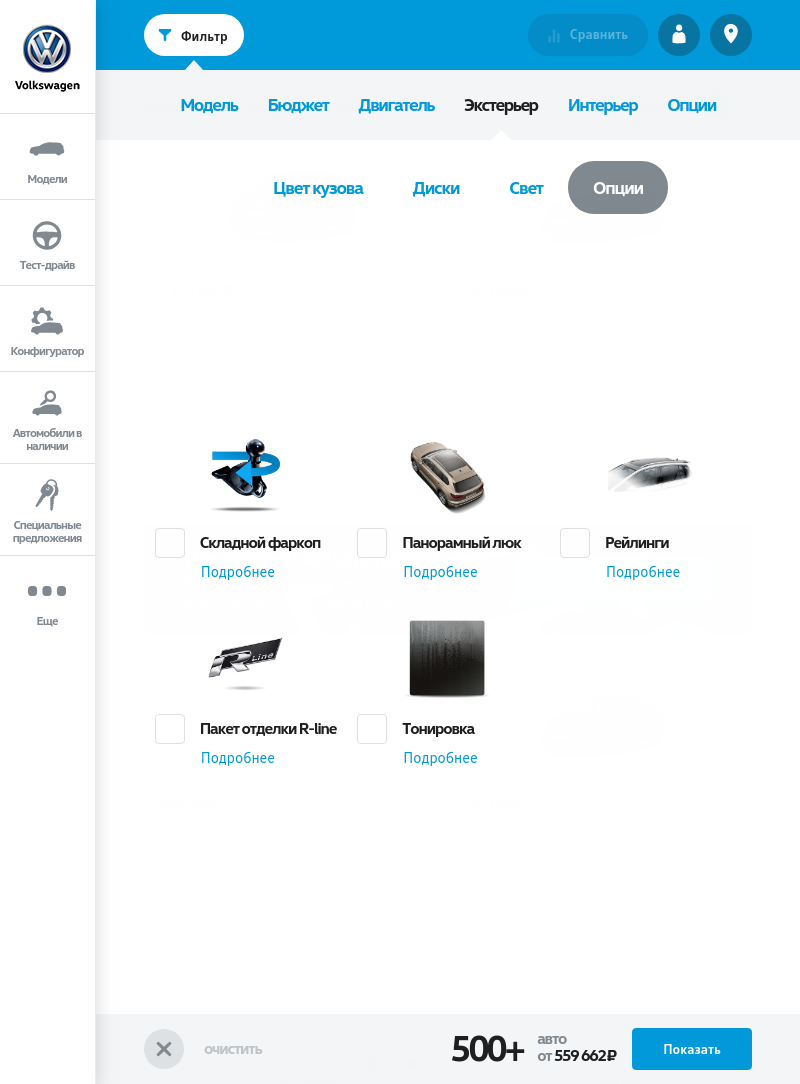 Фильтр
Сравнить
Volkswagen
Модель Бюджет Двигатель Экстерьер Интерьер Опции
Цвет кузова Диски Свет Опции
Модели
Тест-драйв
Конфигуратор
Автомобили в
наличии
Специальные
предложения
Еще
Складной фаркоп
Подробнее
Панорамный люк
Подробнее
Рейлинги
Подробнее
R Line
Пакет отделки R-line
Подробнее
Тонировка
Подробнее
ОЧИСТИТЬ
500+
авто
от 559 662 ₽
Показать